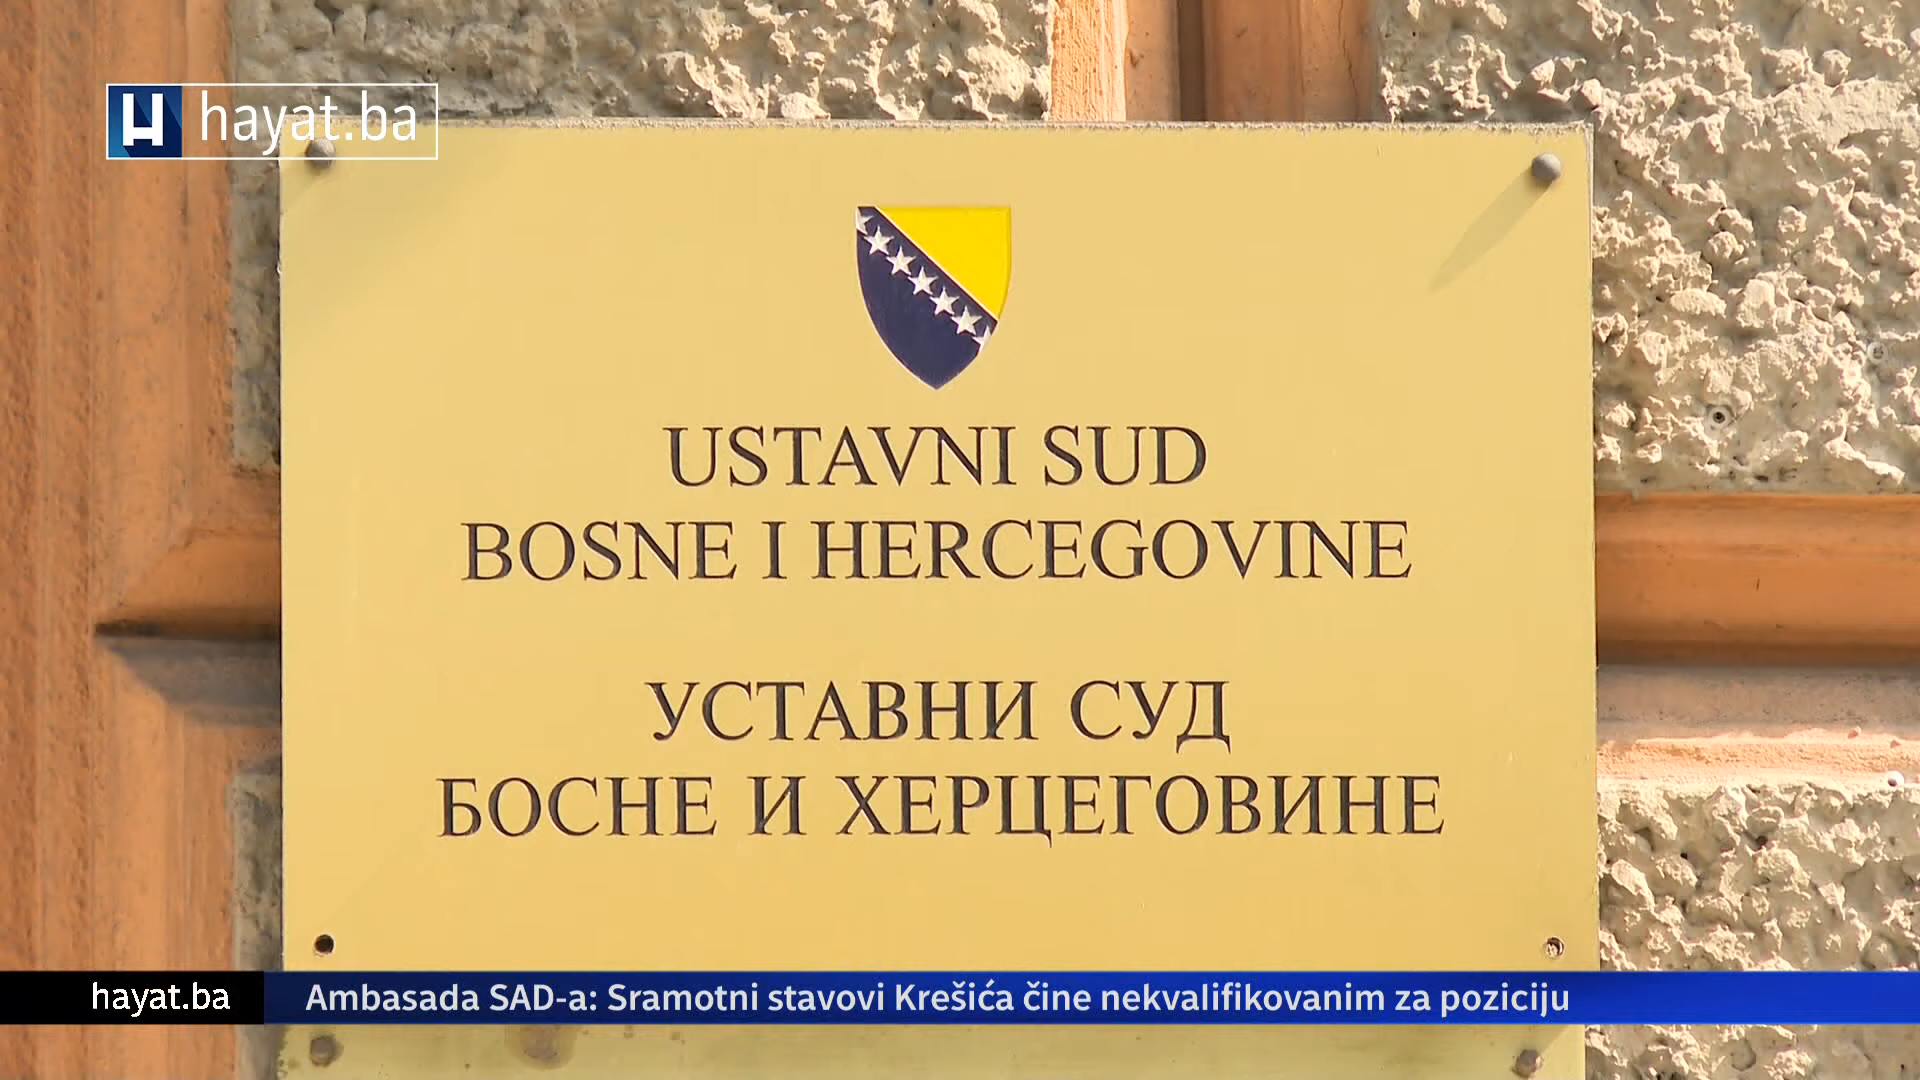 hayat.ba
USTAVNI SUD
BOSNE I HERCEGOVINE
УСТАВНИ СУД
БОСНЕ И ХЕРЦЕГОВИНЕ
hayat.ba
Ambasada SAD-a: Sramotni stavovi Krešića čine nekvalifikovanim za poziciju